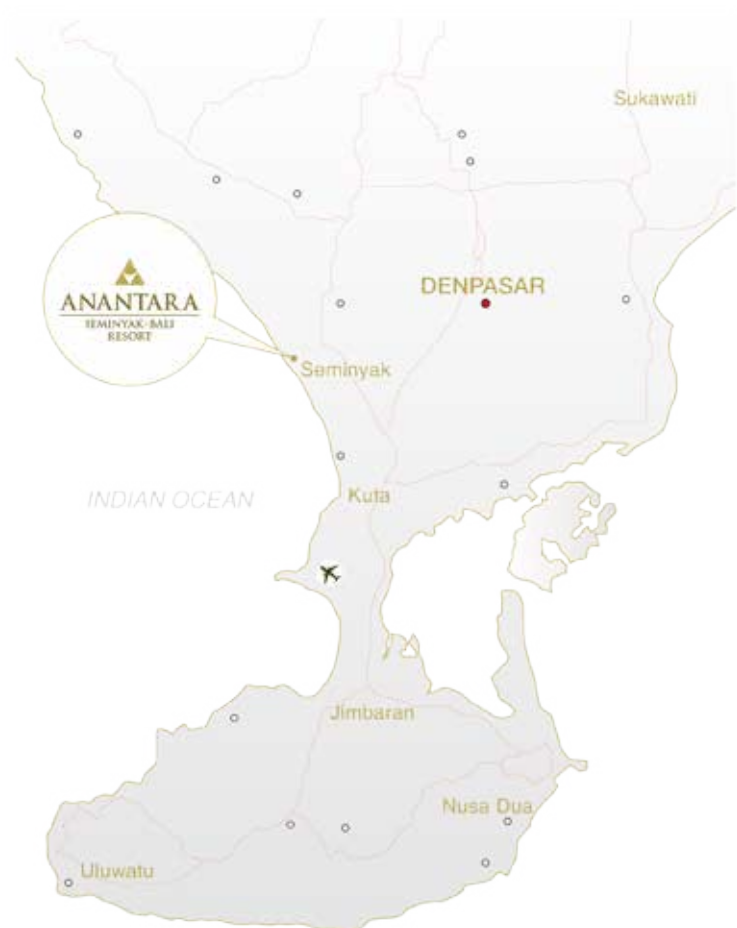 Sukawati
DENPASAR
ANANTARA
SEMINYAK-BALI
RESORT
Seminyak
Kuta
INDIAN OCEAN
Jimbaran
Nusa Dua
Uluwatu